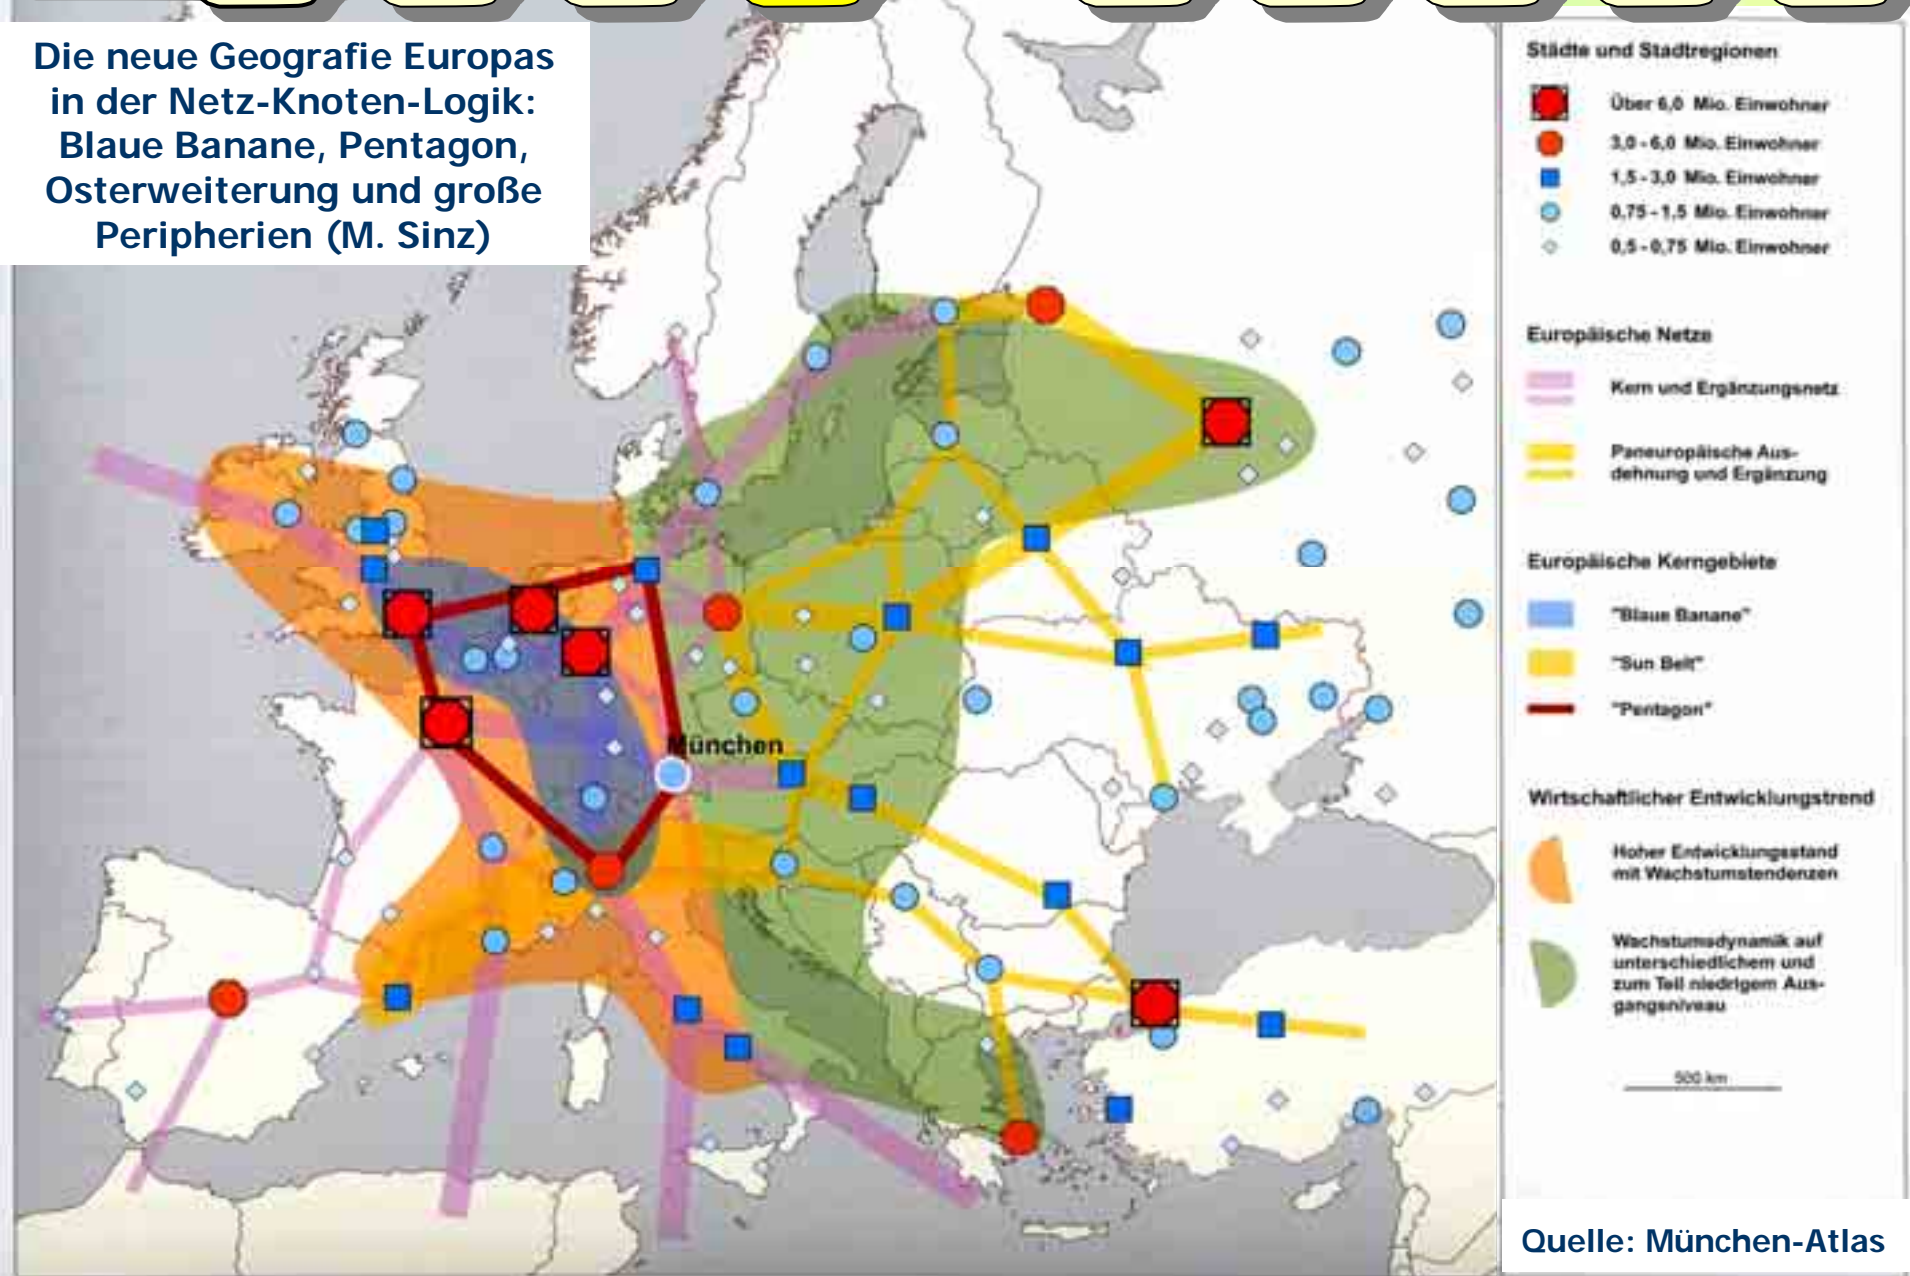 Die neue Geografie Europas
in der Netz-Knoten-Logik:
Blaue Banane, Pentagon,
Osterweiterung und große
Peripherien (M. Sinz)
München
Städte und Stadtregionen
Über 6,0 Mio. Einwohner
3,0 - 6,0 Mio. Einwohner
1,5 - 3,0 Mio. Einwohner
0,75 - 1,5 Mio. Einwohner
0,5 - 0,75 Mio. Einwohner
Europäische Netze
Kern und Ergänzungsnetz
Paneuropäische Aus-
dehnung und Ergänzung
Europäische Kerngebiete
"Blaue Banane"
"Sun Belt"
"Pentagon"
Wirtschaftlicher Entwicklungstrend
Hoher Entwicklungsstand
mit Wachstumstendenzen
Wachstumsdynamik auf
unterschiedlichem und
zum Teil niedrigem Aus-
gangsniveau
500 km
Quelle: München-Atlas